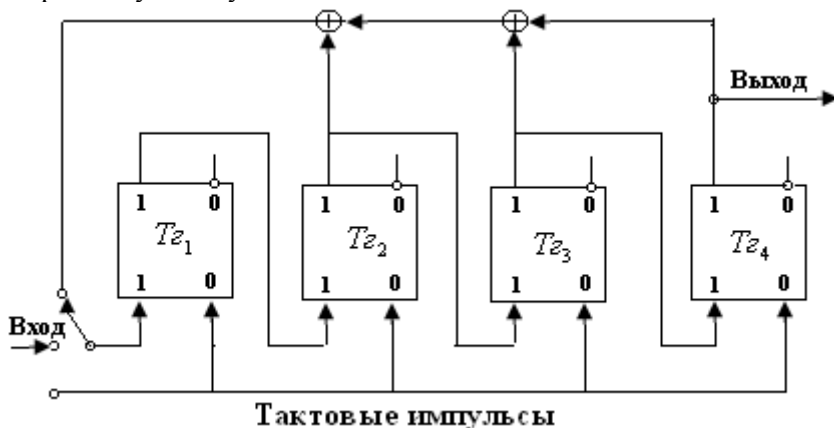 Выход
1 0 1 0 1 0 1 0
Tг₁ Tг₂ Tг₃ Tг₄
1 0 1 0 1 0 1 0
Вход
Тактовые импульсы